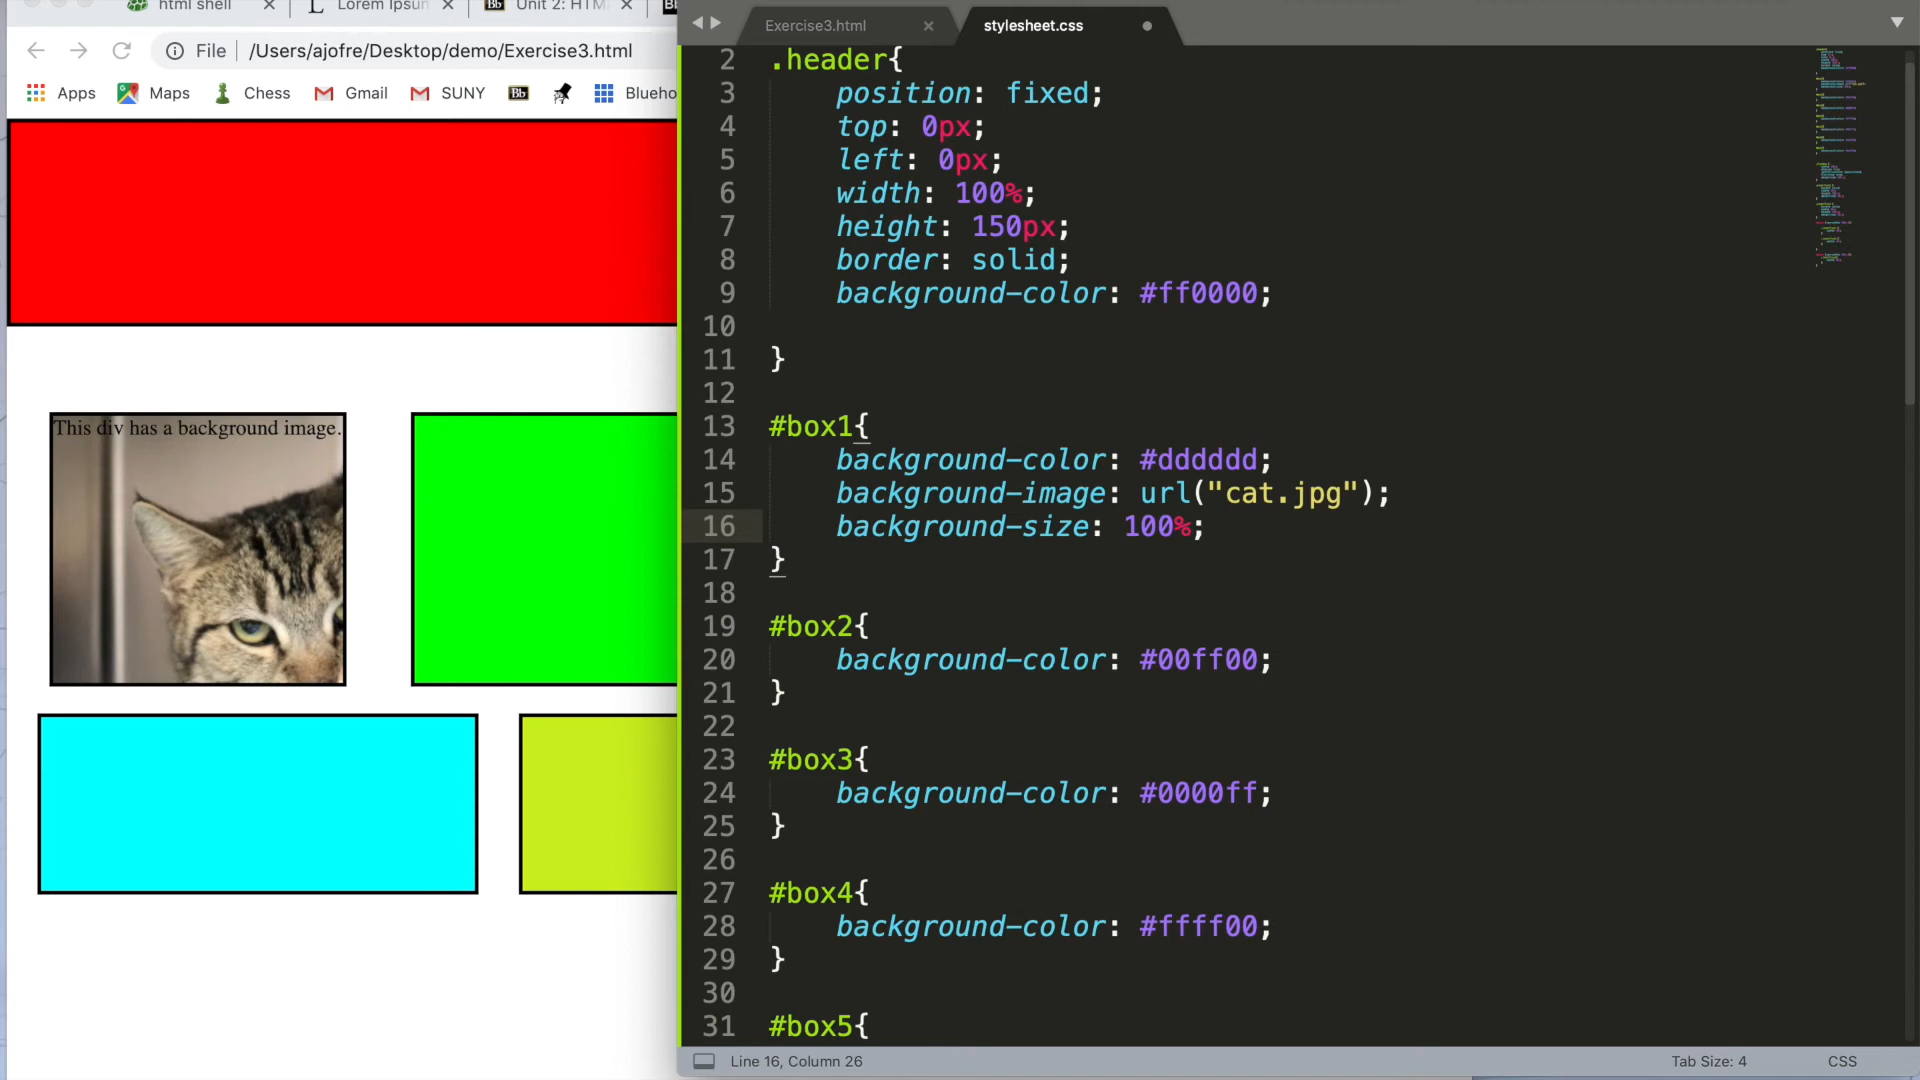 html shell
Lorem Ipsun
Bb Unit 2: HTM
File /Users/ajofre/Desktop/demo/Exercise3.html
Apps Maps Chess Gmail SUNY Bb Blueho
This div has a background image.
Exercise3.html
stylesheet.css
2 .header{
3 position: fixed;
4 top: 0px;
5 left: 0px;
6 width: 100%;
7 height: 150px;
8 border: solid;
9 background-color: #ff0000;
10
11 }
12
13 #box1{
14 background-color: #dddddd;
15 background-image: url("cat.jpg");
16 background-size: 100%;
17 }
18
19 #box2{
20 background-color: #00ff00;
21 }
22
23 #box3{
24 background-color: #0000ff;
25 }
26
27 #box4{
28 background-color: #ffff00;
29 }
30
31 #box5{
Line 16, Column 26
Tab Size: 4
CSS